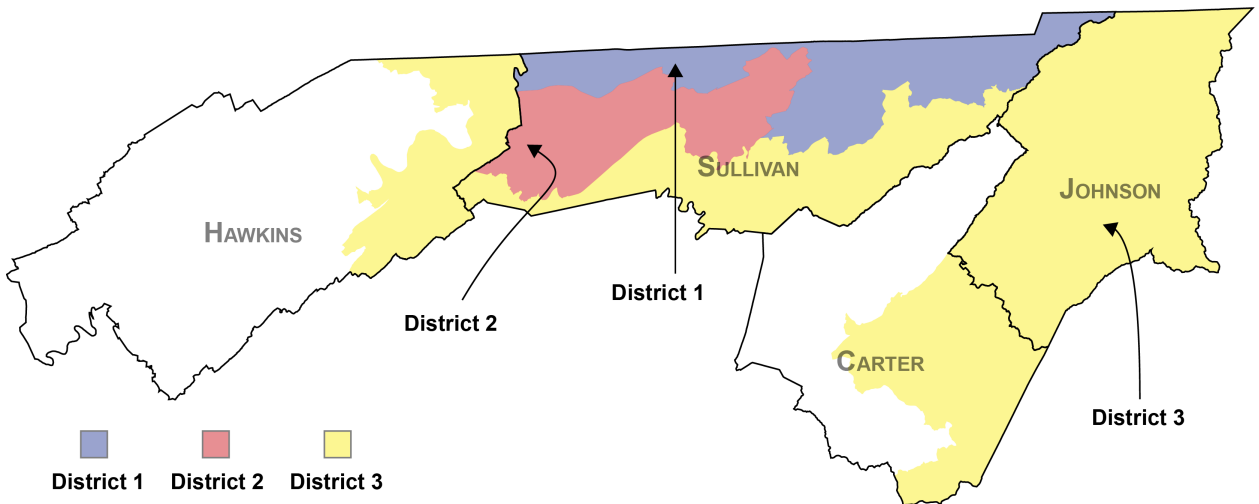 SULLIVAN
JOHNSON
HAWKINS
District 1
District 2
CARTER
District 3
District 1
District 2
District 3